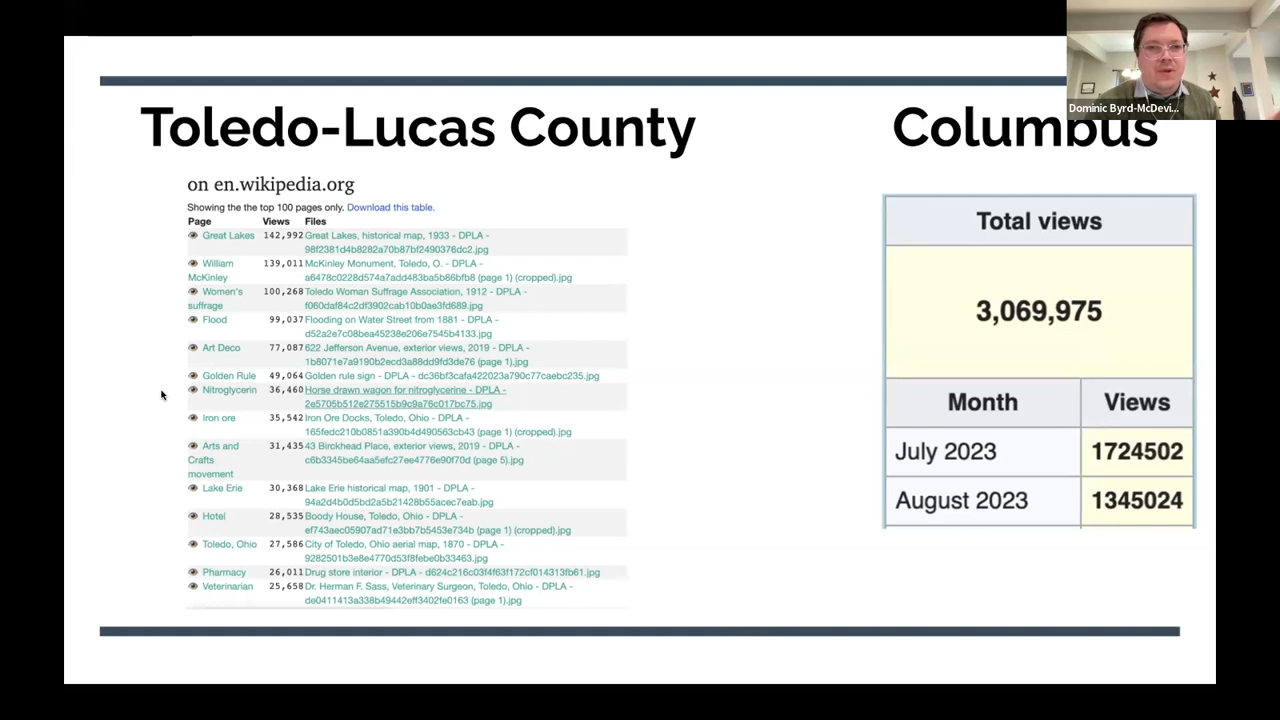 Toledo-Lucas County
on en.wikipedia.org
Showing the the top 100 pages only. Download this table.
Page Views Files
Great Lakes 142,992 Great Lakes, historical map, 1933 - DPLA -
98f2381d4b8282a70b87bf2490376dc2.jpg
William 139,011 McKinley Monument, Toledo, O. - DPLA -
McKinley a6478c0228d574a7add483ba5b86bfb8 (page 1) (cropped).jpg
Women's 100,268 Toledo Woman Suffrage Association, 1912 - DPLA -
suffrage f060daf84c2df3902cab10b0ae3fd689.jpg
Flood 99,037 Flooding on Water Street from 1881 - DPLA -
d52a2e7c08bea45238e206e7545b4133.jpg
Art Deco 77,087 622 Jefferson Avenue, exterior views, 2019 - DPLA -
1b8071e7a9190b2ecd3a88dd9fd3de76 (page 1).jpg
Golden Rule 49,064 Golden rule sign - DPLA - dc36bf3cafa422023a790c77caebc235.jpg
Nitroglycerin 36,460 Horse drawn wagon for nitroglycerine - DPLA -
2e5705b512e275515b9c9a76c017bc75.jpg
Iron ore 35,542 Iron Ore Docks, Toledo, Ohio - DPLA -
165fedc210b0851a390b4d490563cb43 (page 1) (cropped).jpg
Arts and 31,435 43 Birckhead Place, exterior views, 2019 - DPLA -
Crafts c6b3345be64aa5efc27ee4776e90f70d (page 5).jpg
movement
Lake Erie 30,368 Lake Erie historical map, 1901 - DPLA -
94a2d4b0d5bd2a5b21428b55acec7eab.jpg
Hotel 28,535 Boody House, Toledo, Ohio - DPLA -
ef743aec05907ad71e3bb7b5453e734b (page 1) (cropped).jpg
Toledo, Ohio 27,586 City of Toledo, Ohio aerial map, 1870 - DPLA -
9282501b3e8e4770d53f8febe0b33463.jpg
Pharmacy 26,011 Drug store interior - DPLA - d624c216c03f4f63f172cf014313fb61.jpg
Veterinarian 25,658 Dr. Herman F. Sass, Veterinary Surgeon, Toledo, Ohio - DPLA -
de0411413a338b49442eff3402fe0163 (page 1).jpg
Columbus
Total views
3,069,975
Month Views
July 2023 1724502
August 2023 1345024
Dominic Byrd-McDevi...